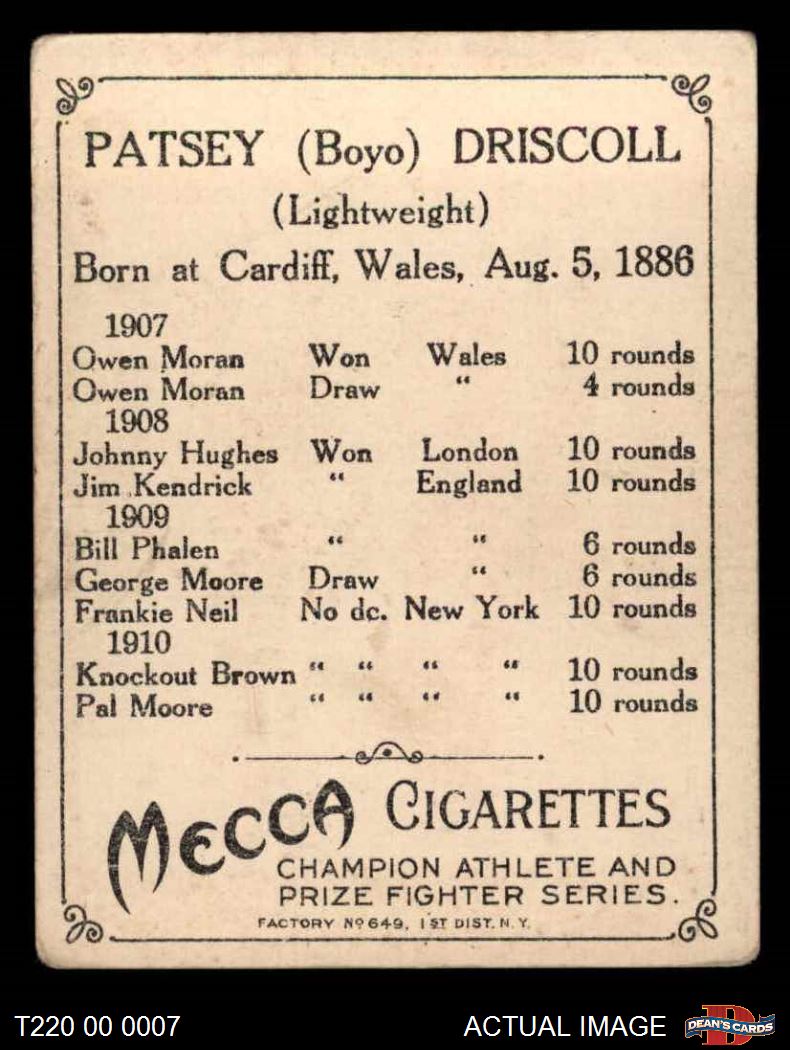 PATSEY (Boyo) DRISCOLL
(Lightweight)
Born at Cardiff, Wales, Aug. 5, 1886
1907
Owen Moran Won Wales 10 rounds
Owen Moran Draw “ 4 rounds
1908
Johnny Hughes Won London 10 rounds
Jim Kendrick “ England 10 rounds
1909
Bill Phalen “ “ 6 rounds
George Moore Draw “ 6 rounds
Frankie Neil No dc. New York 10 rounds
1910
Knockout Brown “ “ “ “ 10 rounds
Pal Moore “ “ “ “ 10 rounds
MECCA CIGARETTES
CHAMPION ATHLETE AND
PRIZE FIGHTER SERIES.
FACTORY Nº 649, 1ST DIST. N.Y.
T220 00 0007 ACTUAL IMAGE D DEAN'S CARDS